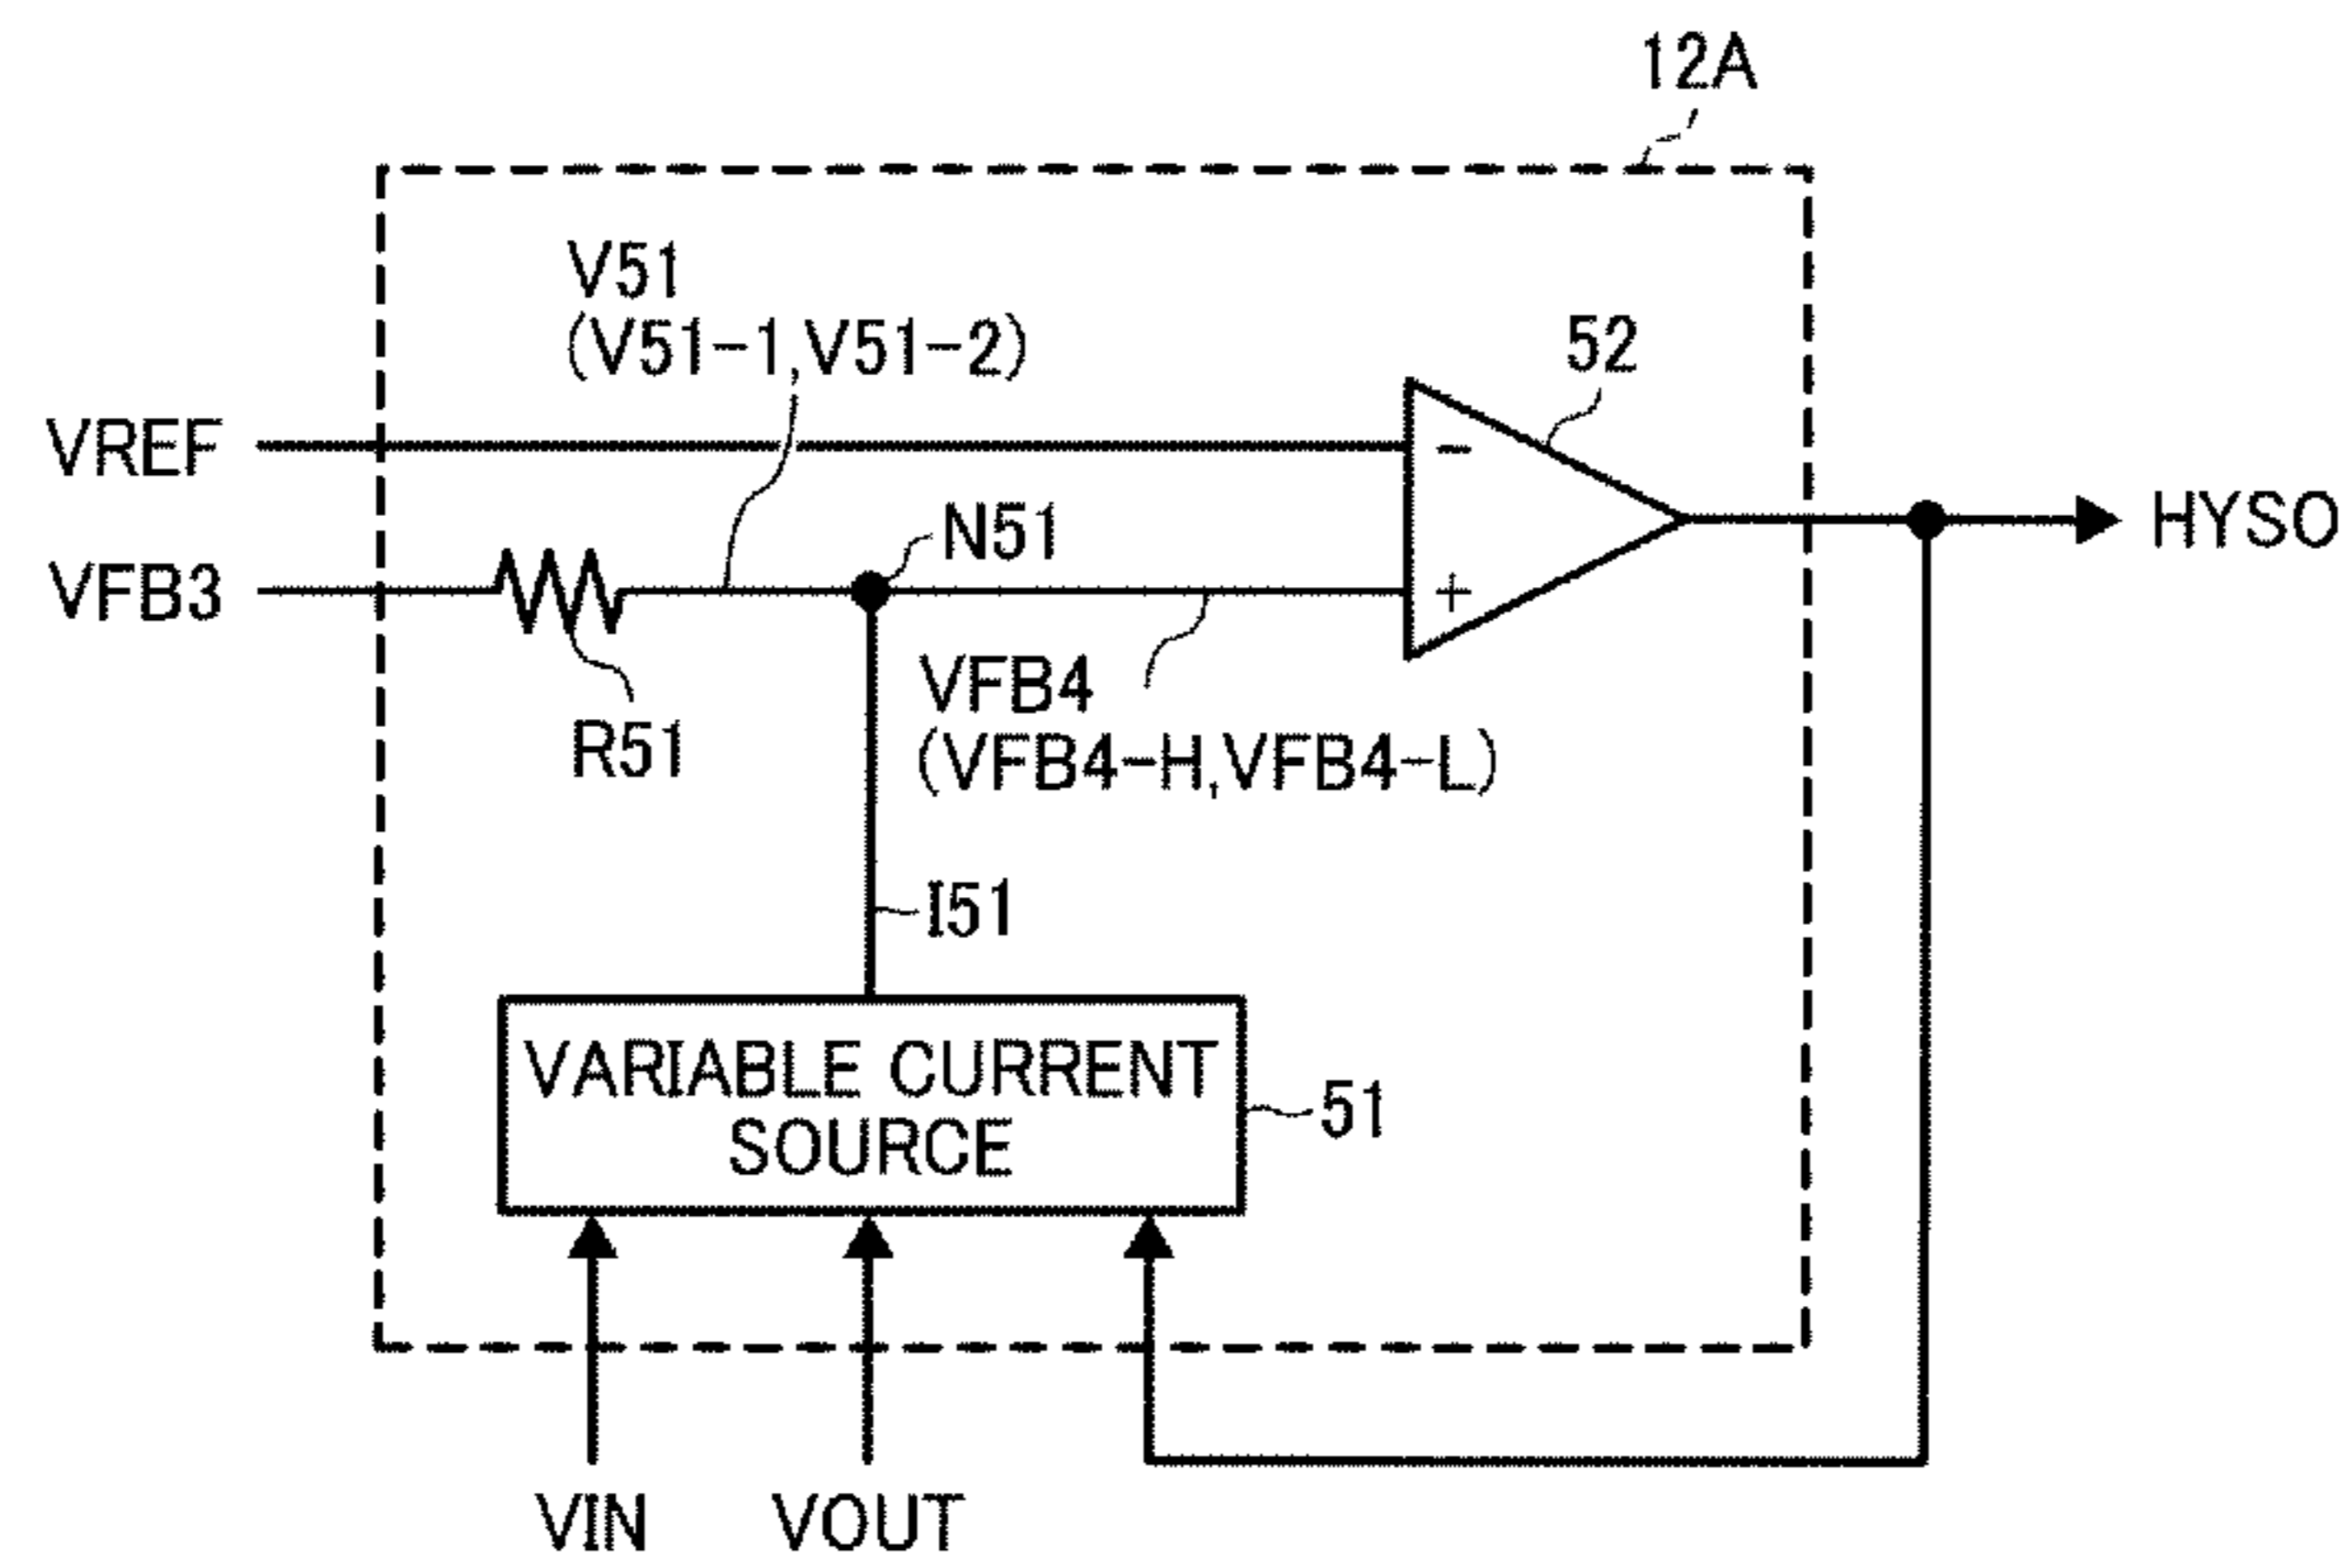 12A
V51
(V51-1,V51-2)
52
VREF
-
N51
HYSO
VFB3
+
VFB4
(VFB4-H,VFB4-L)
R51
I51
VARIABLE CURRENT
SOURCE
51
VIN
VOUT